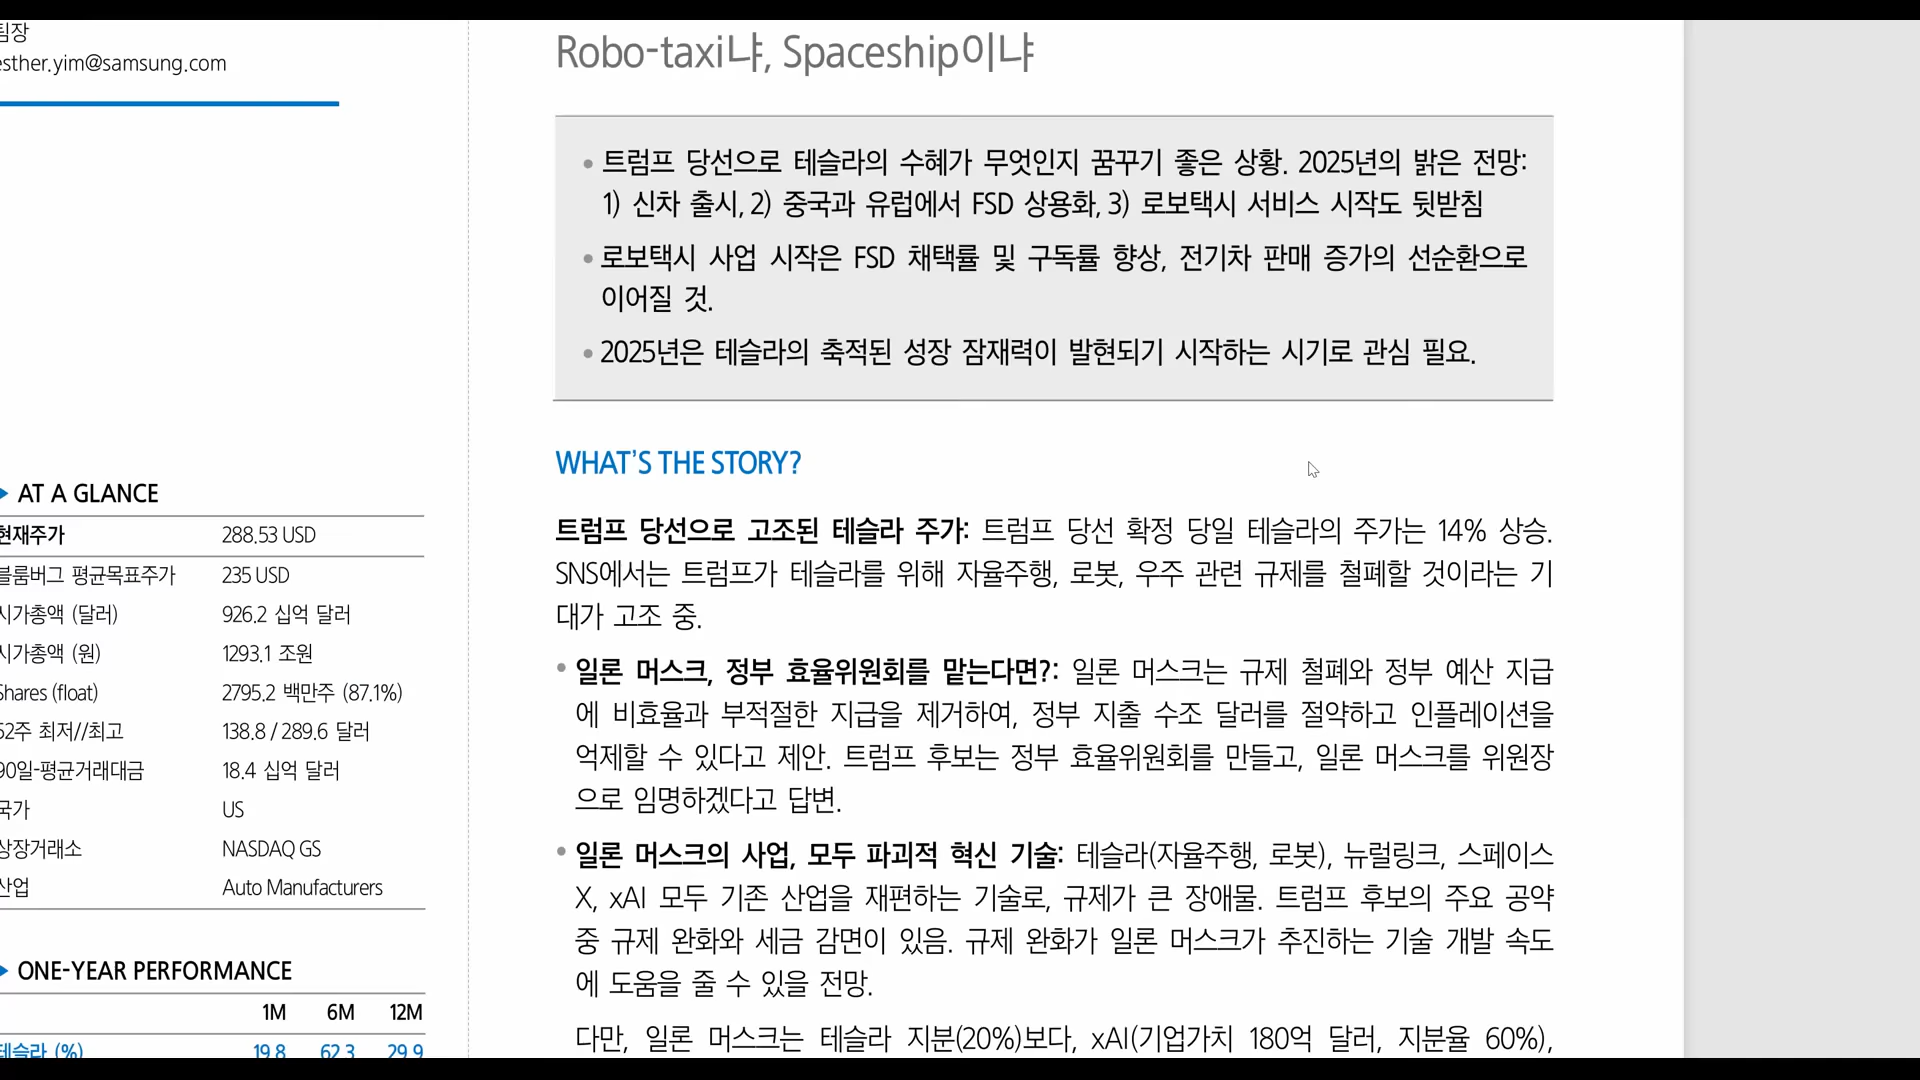 팀장
esther.yim@samsung.com
AT A GLANCE
현재주가 288.53 USD
블룸버그 평균목표주가 235 USD
시가총액 (달러) 926.2 십억 달러
시가총액 (원) 1293.1 조원
Shares (float) 2795.2 백만주 (87.1%)
52주 최저//최고 138.8 / 289.6 달러
90일-평균거래대금 18.4 십억 달러
국가 US
상장거래소 NASDAQ GS
산업 Auto Manufacturers
ONE-YEAR PERFORMANCE
1M 6M 12M
테슬라 (%) 19.8 62.3 29.9
Robo-taxi냐, Spaceship이냐
• 트럼프 당선으로 테슬라의 수혜가 무엇인지 꿈꾸기 좋은 상황. 2025년의 밝은 전망:
1) 신차 출시, 2) 중국과 유럽에서 FSD 상용화, 3) 로보택시 서비스 시작도 뒷받침
• 로보택시 사업 시작은 FSD 채택률 및 구독률 향상, 전기차 판매 증가의 선순환으로
이어질 것.
• 2025년은 테슬라의 축적된 성장 잠재력이 발현되기 시작하는 시기로 관심 필요.
WHAT'S THE STORY?
트럼프 당선으로 고조된 테슬라 주가: 트럼프 당선 확정 당일 테슬라의 주가는 14% 상승.
SNS에서는 트럼프가 테슬라를 위해 자율주행, 로봇, 우주 관련 규제를 철폐할 것이라는 기
대가 고조 중.
• 일론 머스크, 정부 효율위원회를 맡는다면?: 일론 머스크는 규제 철폐와 정부 예산 지급
에 비효율과 부적절한 지급을 제거하여, 정부 지출 수조 달러를 절약하고 인플레이션을
억제할 수 있다고 제안. 트럼프 후보는 정부 효율위원회를 만들고, 일론 머스크를 위원장
으로 임명하겠다고 답변.
• 일론 머스크의 사업, 모두 파괴적 혁신 기술: 테슬라(자율주행, 로봇), 뉴럴링크, 스페이스
X, xAI 모두 기존 산업을 재편하는 기술로, 규제가 큰 장애물. 트럼프 후보의 주요 공약
중 규제 완화와 세금 감면이 있음. 규제 완화가 일론 머스크가 추진하는 기술 개발 속도
에 도움을 줄 수 있을 전망.
다만, 일론 머스크는 테슬라 지분(20%)보다, xAI(기업가치 180억 달러, 지분율 60%),